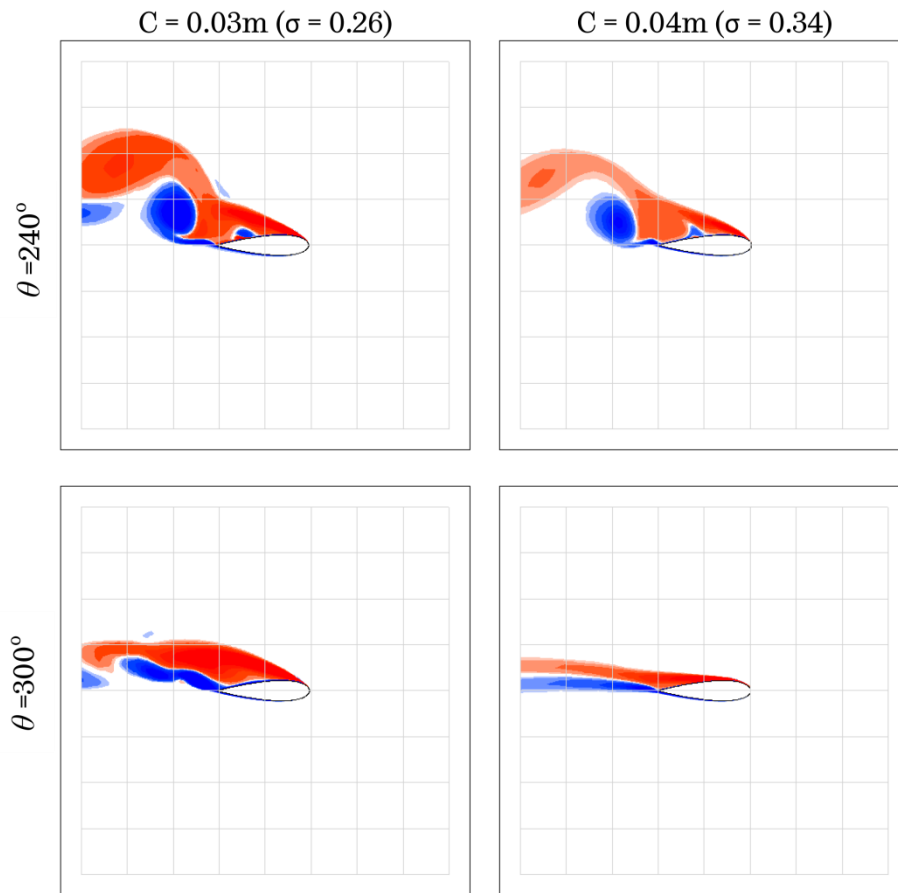 C = 0.03m (σ = 0.26)
C = 0.04m (σ = 0.34)
θ =240°
θ =300°